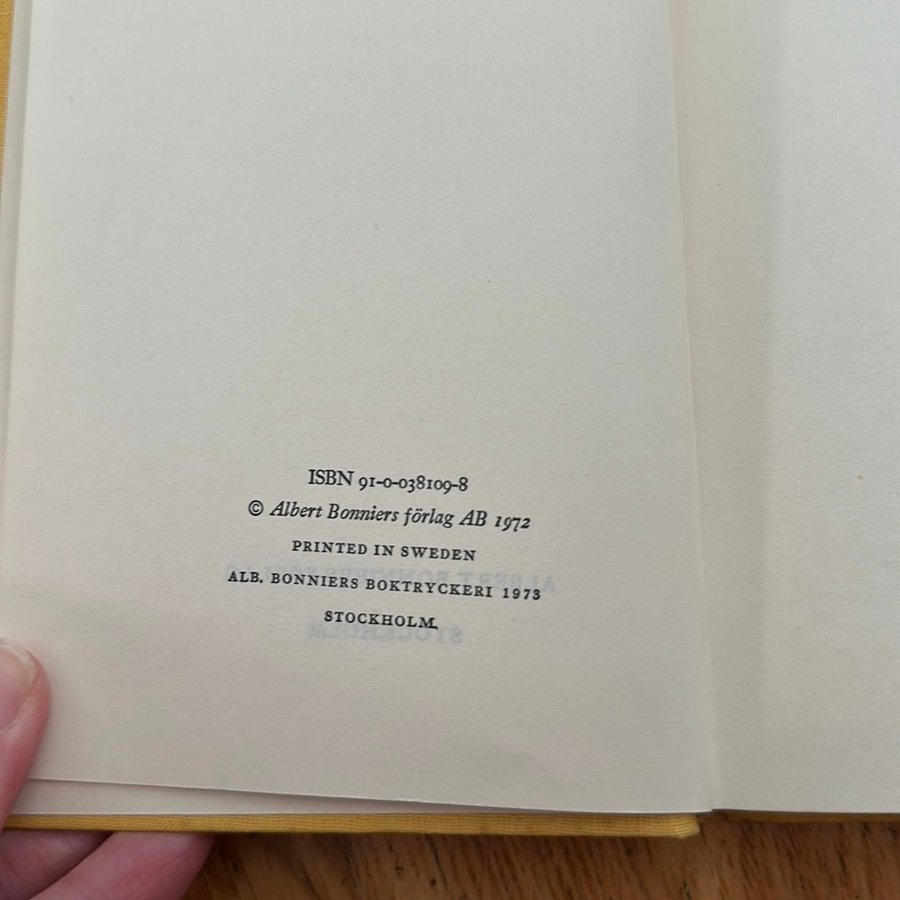 ISBN 91-0-038109-8
© Albert Bonniers förlag AB 1972
PRINTED IN SWEDEN
ALB. BONNIERS BOKTRYCKERI 1973
STOCKHOLM